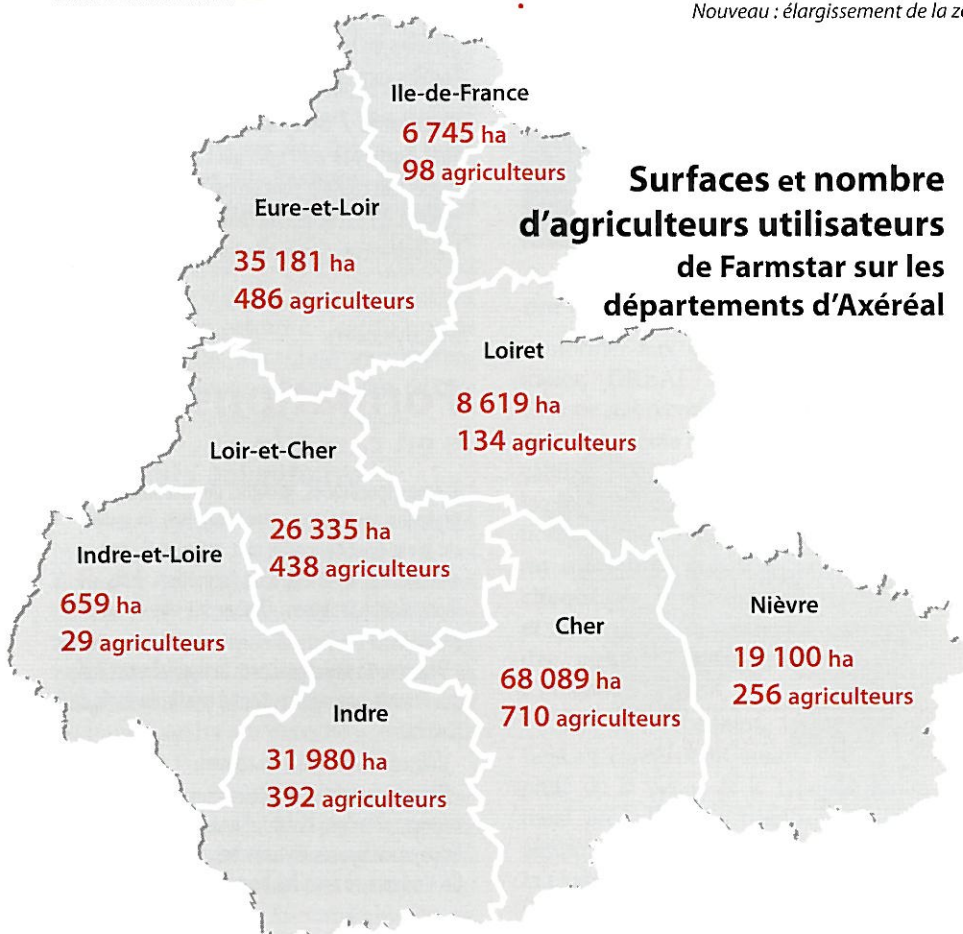 Nouveau : élargissement de la
Ile-de-France
6 745 ha
98 agriculteurs
Surfaces et nombre
d'agriculteurs utilisateurs
de Farmstar sur les
départements d'Axéréal
Eure-et-Loir
35 181 ha
486 agriculteurs
Loiret
8 619 ha
134 agriculteurs
Loir-et-Cher
26 335 ha
438 agriculteurs
Indre-et-Loire
659 ha
29 agriculteurs
Cher
68 089 ha
710 agriculteurs
Nièvre
19 100 ha
256 agriculteurs
Indre
31 980 ha
392 agriculteurs